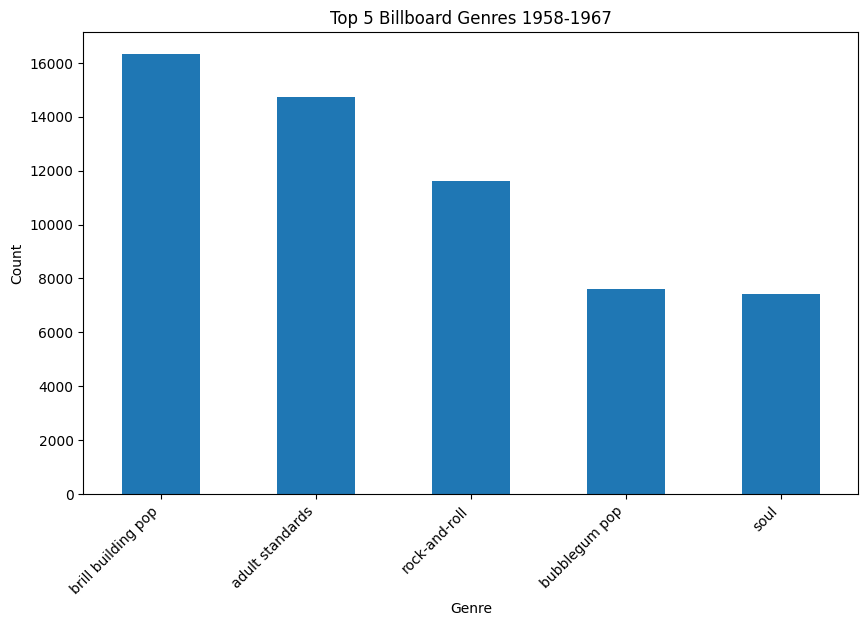 Top 5 Billboard Genres 1958-1967
Count
16000
14000
12000
10000
8000
6000
4000
2000
0
brill building pop
adult standards
rock-and-roll
bubblegum pop
soul
Genre